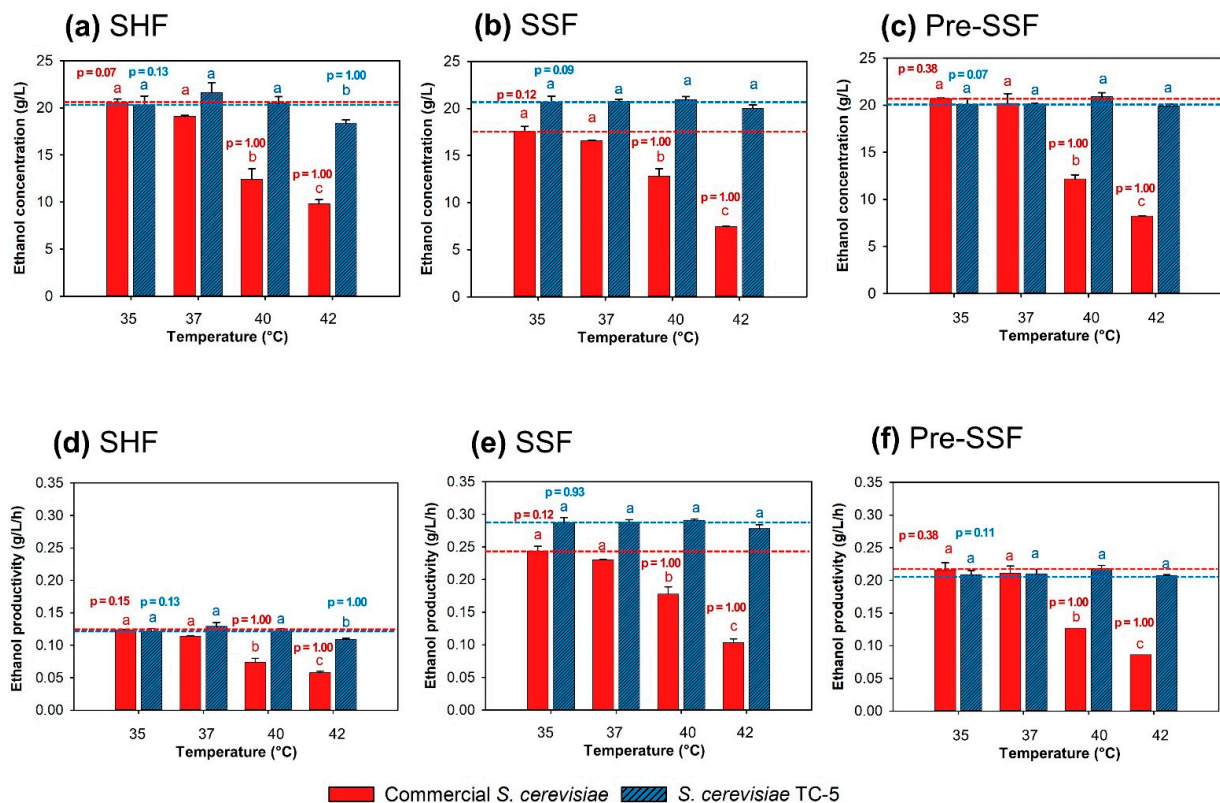 (a) SHF
Ethanol concentration (g/L)
25
20
15
10
5
0
p = 0.07
a
p = 0.13
a
a
a
p = 1.00
b
a
p = 1.00
b
p = 1.00
c
35 37 40 42
Temperature (°C)
(b) SSF
Ethanol concentration (g/L)
25
20
15
10
5
0
p = 0.12
a
p = 0.09
a
a
a
p = 1.00
b
a
p = 1.00
c
a
35 37 40 42
Temperature (°C)
(c) Pre-SSF
Ethanol concentration (g/L)
25
20
15
10
5
0
p = 0.38
a
p = 0.07
a
a
a
p = 1.00
b
a
p = 1.00
c
a
35 37 40 42
Temperature (°C)
(d) SHF
Ethanol productivity (g/L/h)
0.35
0.30
0.25
0.20
0.15
0.10
0.05
0.00
p = 0.15
a
p = 0.13
a
a
a
p = 1.00
b
a
p = 1.00
c
p = 1.00
b
35 37 40 42
Temperature (°C)
(e) SSF
Ethanol productivity (g/L/h)
0.35
0.30
0.25
0.20
0.15
0.10
0.05
0.00
p = 0.12
a
p = 0.93
a
a
a
p = 1.00
b
a
p = 1.00
c
a
35 37 40 42
Temperature (°C)
(f) Pre-SSF
Ethanol productivity (g/L/h)
0.35
0.30
0.25
0.20
0.15
0.10
0.05
0.00
p = 0.38
a
p = 0.11
a
a
a
p = 1.00
b
a
p = 1.00
c
a
35 37 40 42
Temperature (°C)
Commercial S. cerevisiae S. cerevisiae TC-5